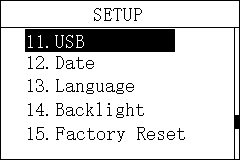 SETUP
11. USB
12. Date
13. Language
14. Backlight
15. Factory Reset